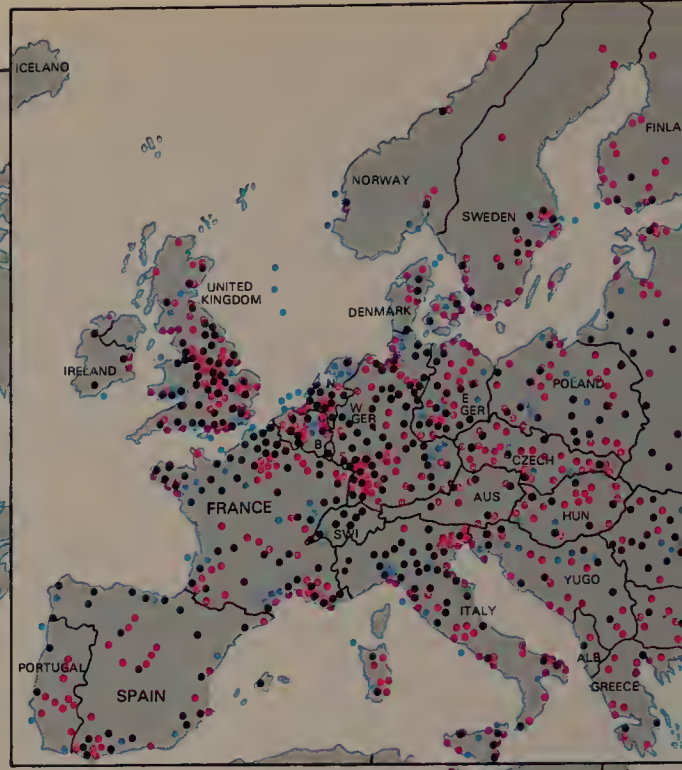 ICELAND
FINLA
NORWAY
SWEDEN
UNITED
KINGDOM
DENMARK
IRELAND
N
W
GER
E
GER
POLAND
B
CZECH
FRANCE
AUS
SWI
HUN
YUGO
ITALY
PORTUGAL
SPAIN
ALB
GREECE